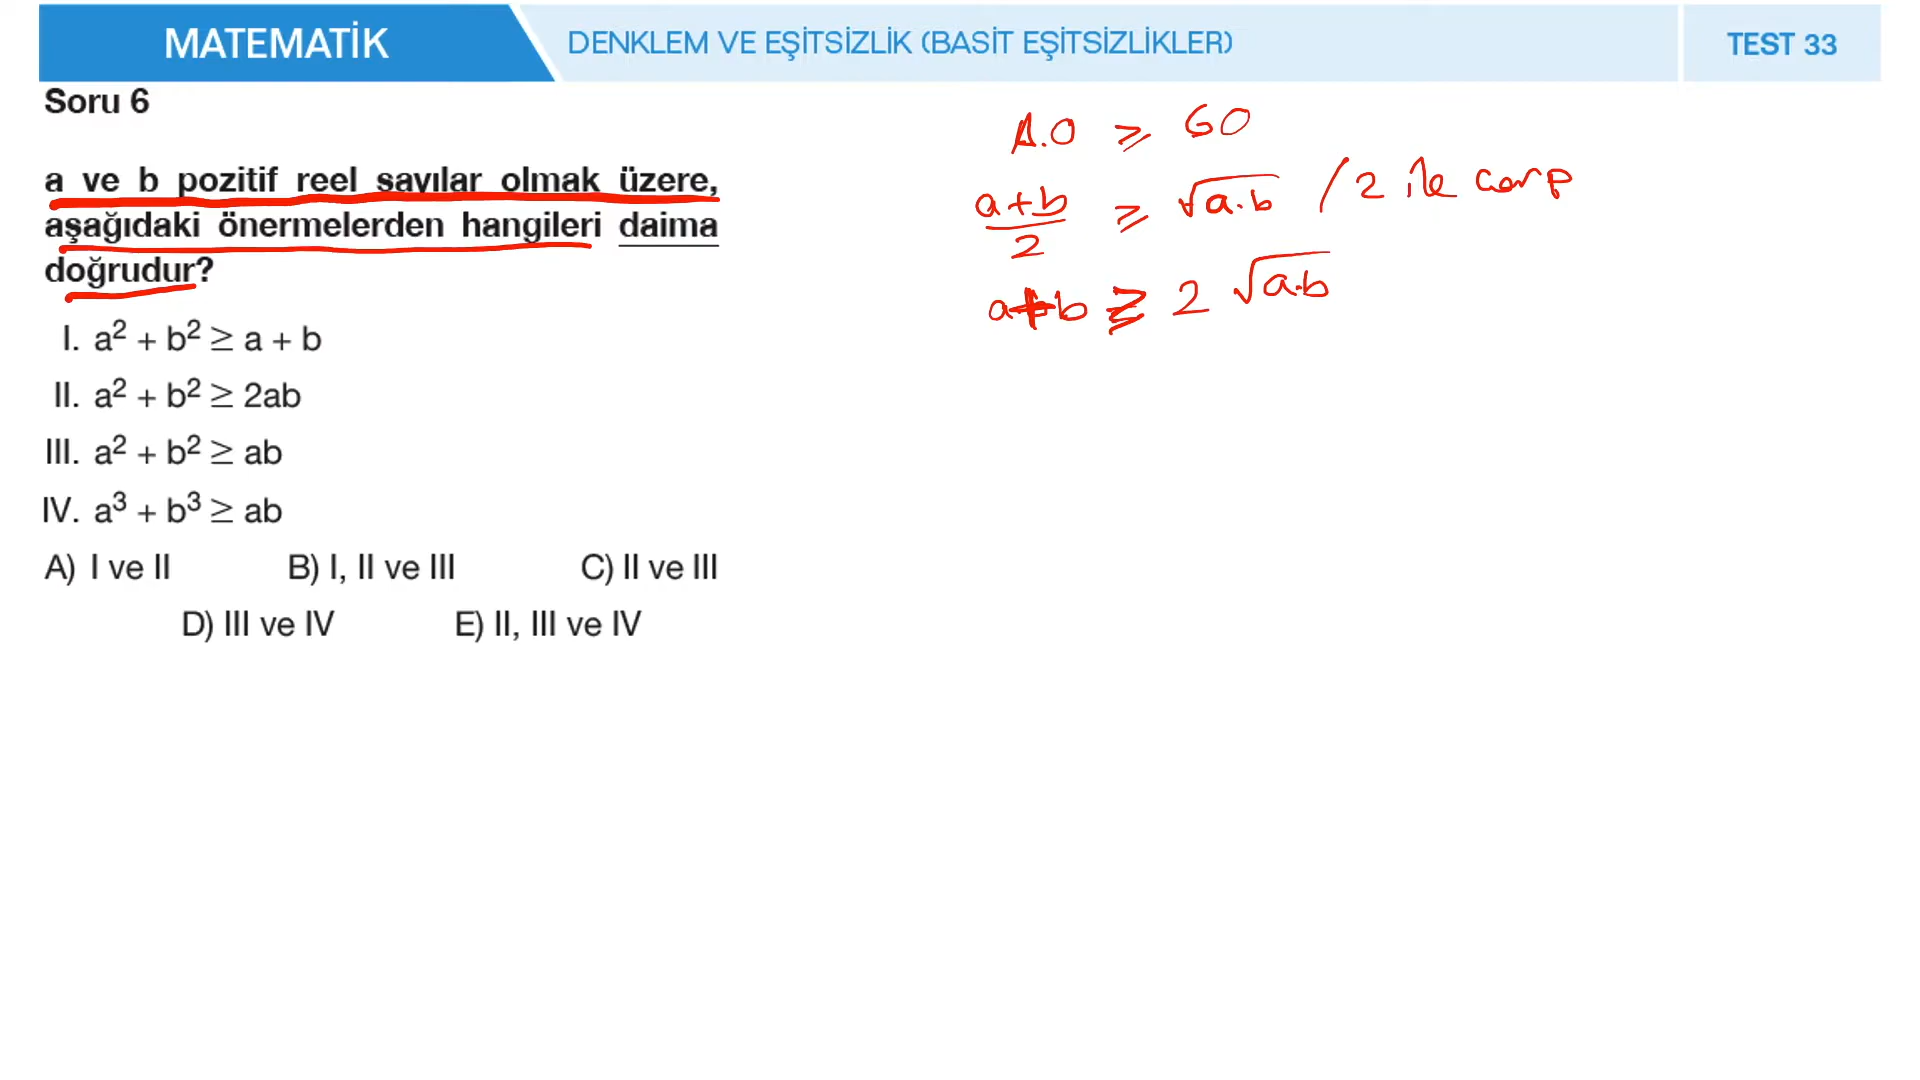 MATEMATİK
DENKLEM VE EŞİTSİZLİK (BASİT EŞİTSİZLİKLER)
TEST 33
Soru 6
a ve b pozitif reel sayılar olmak üzere,
aşağıdaki önermelerden hangileri daima
doğrudur?
I. a² + b² ≥ a + b
II. a² + b² ≥ 2ab
III. a² + b² ≥ ab
IV. a³ + b³ ≥ ab
A) I ve II B) I, II ve III C) II ve III
D) III ve IV E) II, III ve IV
A.O ≥ GO
a+b/2 ≥ √a.b / 2 ile carp
a+b ≥ 2 √a.b